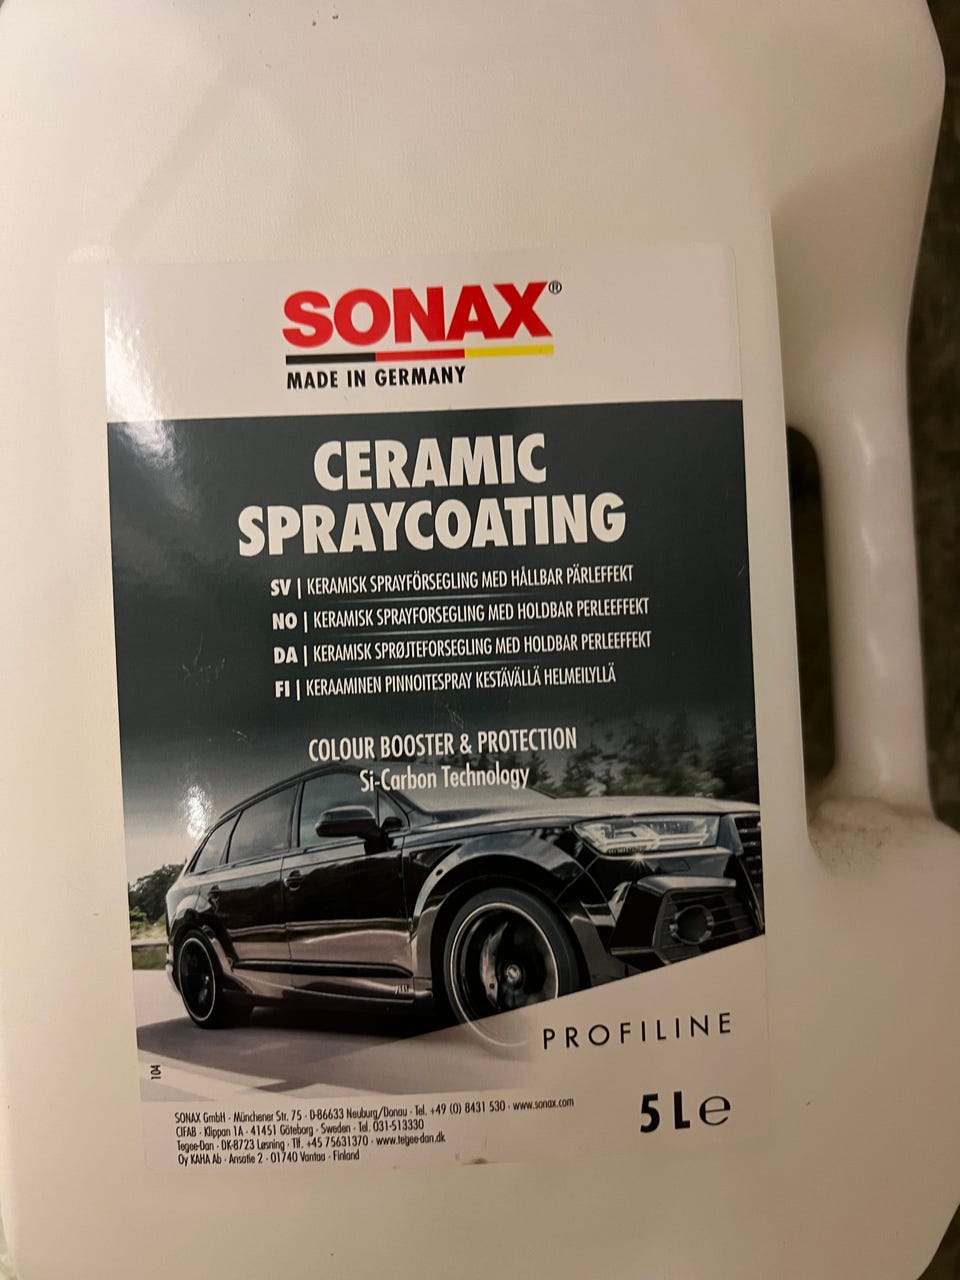 SONAX®
MADE IN GERMANY
CERAMIC
SPRAYCOATING
SV | KERAMISK SPRAYFÖRSEGLING MED HÅLLBAR PÄRLEFFEKT
NO | KERAMISK SPRAYFORSEGLING MED HOLDBAR PERLEEFFEKT
DA | KERAMISK SPRØJTEFORSEGLING MED HOLDBAR PERLEEFFEKT
FI | KERAAMINEN PINNOITESPRAY KESTÄVÄLLÄ HELMEILYLLÄ
COLOUR BOOSTER & PROTECTION
Si-Carbon Technology
PROFILINE
104
5 L e
SONAX GmbH · Münchener Str. 75 · D-86633 Neuburg/Donau · Tel. +49 (0) 8431 530 · www.sonax.com
CIFAB · Klippan 1A · 41451 Göteborg · Sweden · Tel. 031-513330
Tegee-Dan · DK-8723 Løsning · Tlf. +45 75631370 · www.tegee-dan.dk
Oy KAHA Ab · Ansatie 2 · 01740 Vantaa · Finland